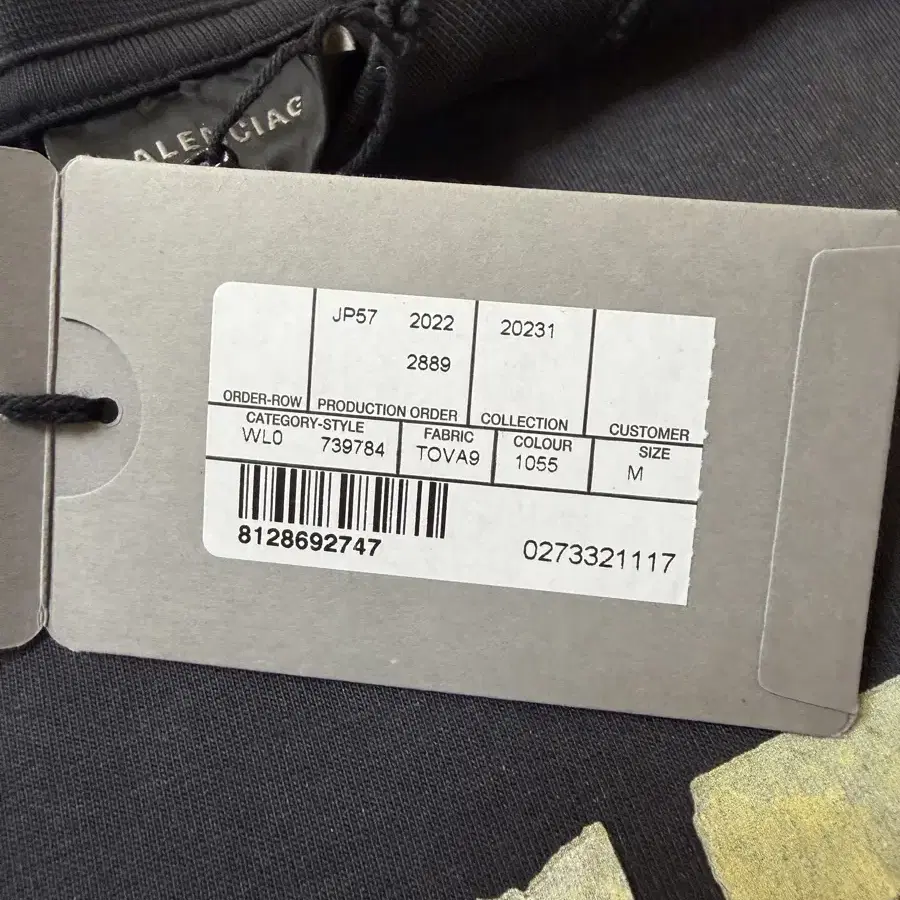 ALENCIAG
JP57 2022 20231
2889
ORDER-ROW PRODUCTION ORDER COLLECTION CUSTOMER
CATEGORY-STYLE FABRIC COLOUR SIZE
WL0 739784 TOVA9 1055 M
8128692747 0273321117